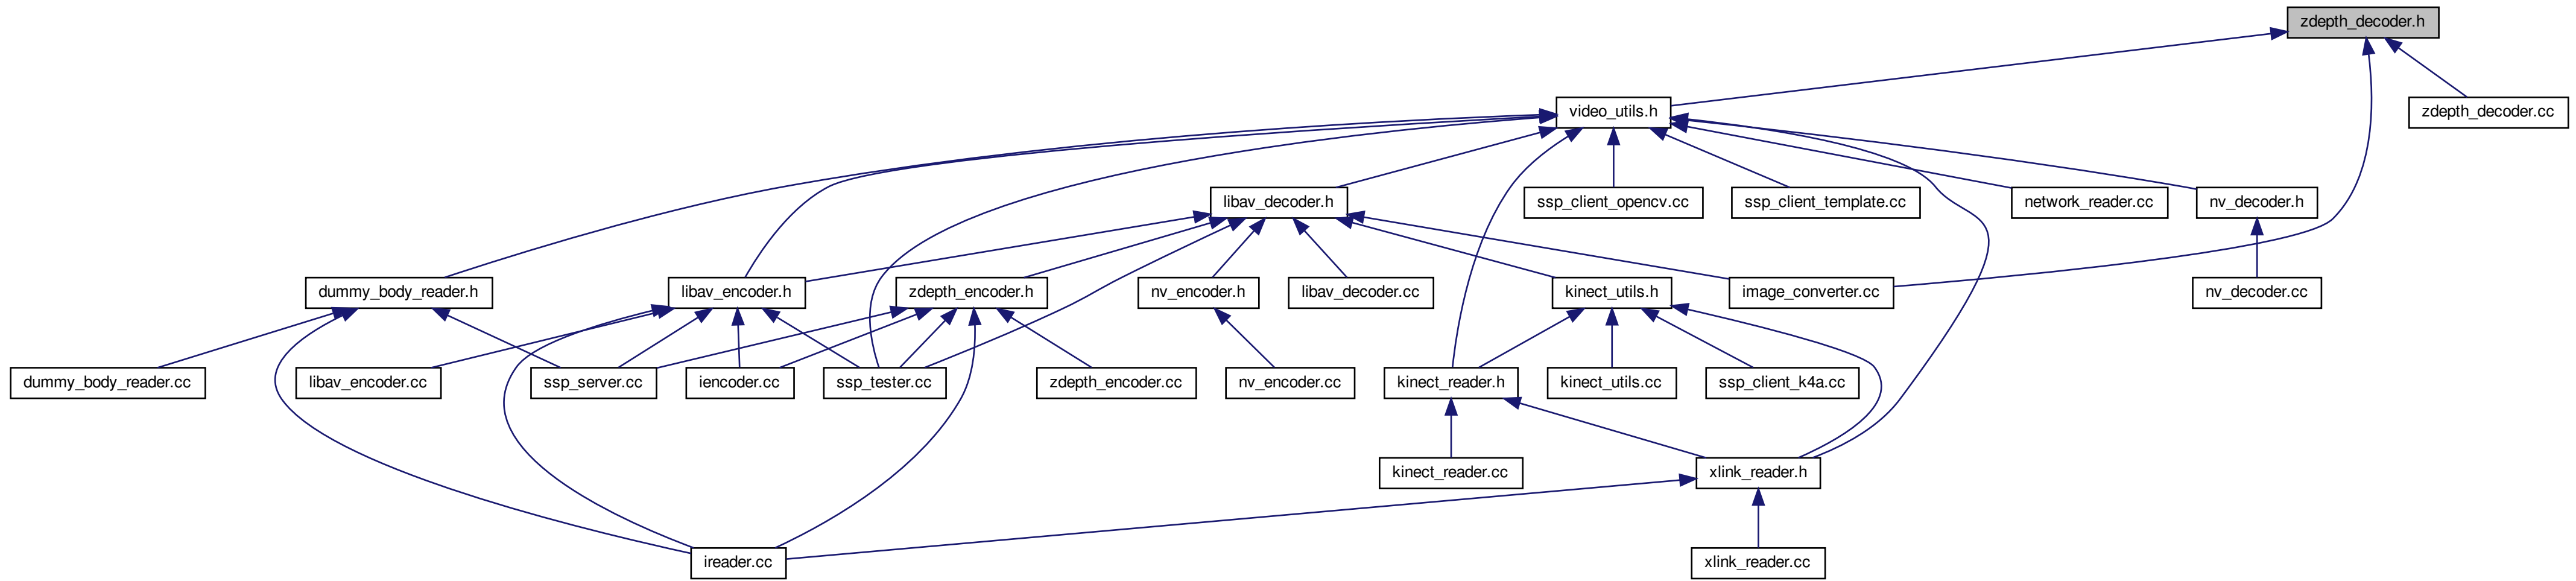 zdepth_decoder.h
video_utils.h
zdepth_decoder.cc
libav_decoder.h
ssp_client_opencv.cc
ssp_client_template.cc
network_reader.cc
nv_decoder.h
dummy_body_reader.h
libav_encoder.h
zdepth_encoder.h
nv_encoder.h
libav_decoder.cc
kinect_utils.h
image_converter.cc
nv_decoder.cc
dummy_body_reader.cc
libav_encoder.cc
ssp_server.cc
iencoder.cc
ssp_tester.cc
zdepth_encoder.cc
nv_encoder.cc
kinect_reader.h
kinect_utils.cc
ssp_client_k4a.cc
kinect_reader.cc
xlink_reader.h
ireader.cc
xlink_reader.cc